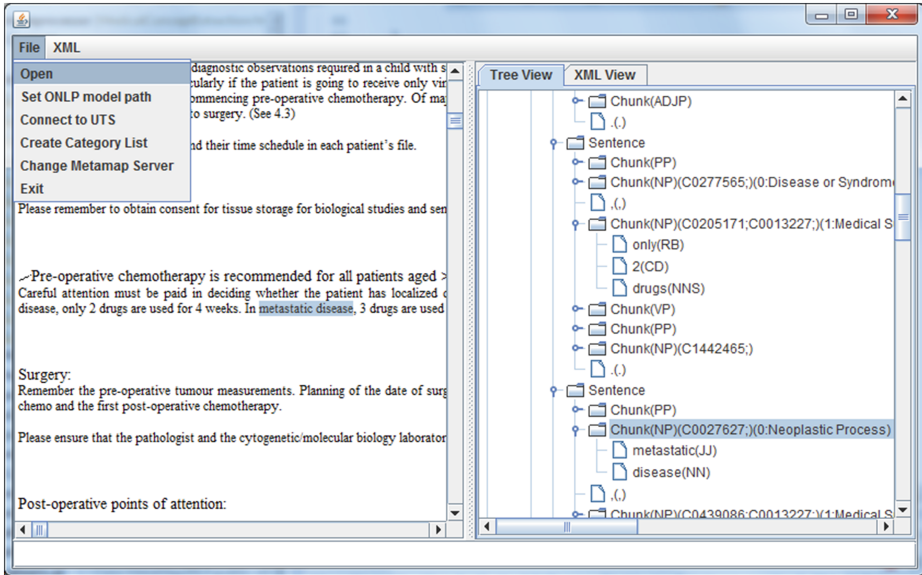 File XML
Open
Set ONLP model path
Connect to UTS
Create Category List
Change Metamap Server
Exit
diagnostic observations required in a child with s
cularly if the patient is going to receive only vin
ommencing pre-operative chemotherapy. Of ma
to surgery. (See 4.3)
nd their time schedule in each patient's file.
Please remember to obtain consent for tissue storage for biological studies and sen
Pre-operative chemotherapy is recommended for all patients aged >
Careful attention must be paid in deciding whether the patient has localized
disease, only 2 drugs are used for 4 weeks. In metastatic disease, 3 drugs are used
Surgery:
Remember the pre-operative tumour measurements. Planning of the date of surg
chemo and the first post-operative chemotherapy.
Please ensure that the pathologist and the cytogenetic/molecular biology laborator
Post-operative points of attention:
Tree View XML View
Chunk(ADJP)
.(.)
Sentence
Chunk(PP)
Chunk(NP)(C0277565;)(0:Disease or Syndrome
,(,)
Chunk(NP)(C0205171;C0013227;)(1:Medical S
only(RB)
2(CD)
drugs(NNS)
Chunk(VP)
Chunk(PP)
Chunk(NP)(C1442465;)
.(.)
Sentence
Chunk(PP)
Chunk(NP)(C0027627;)(0:Neoplastic Process)
metastatic(JJ)
disease(NN)
,(,)
Chunk(NP)(C0439086;C0013227;)(1:Medical S